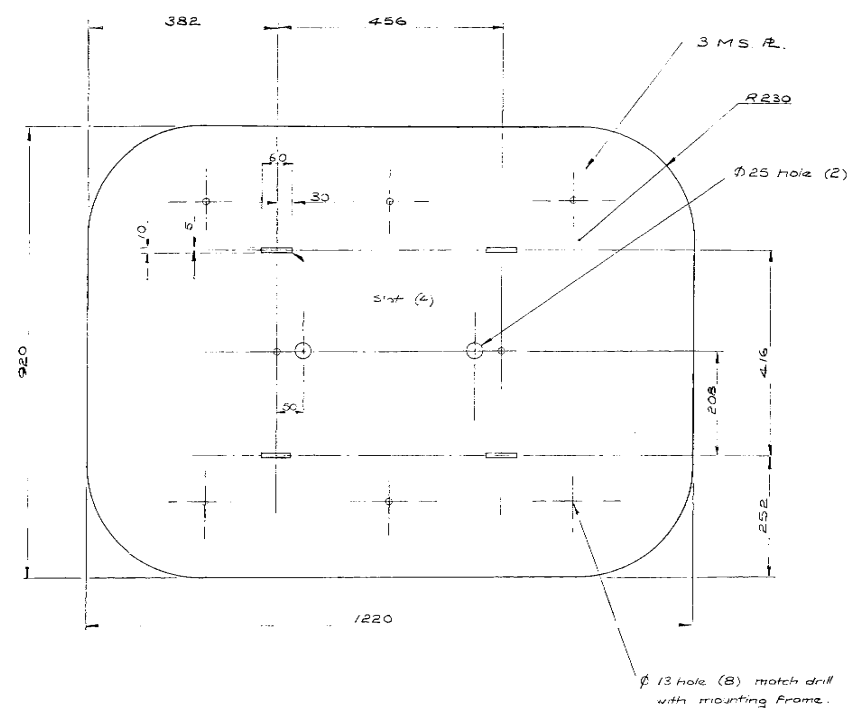 382
456
3 M.S. PL.
R230
60
Φ25 hole (2)
30
10
5
Slot (4)
920
416
208
50
252
1220
Φ 13 hole (8) match drill
with mounting frame.